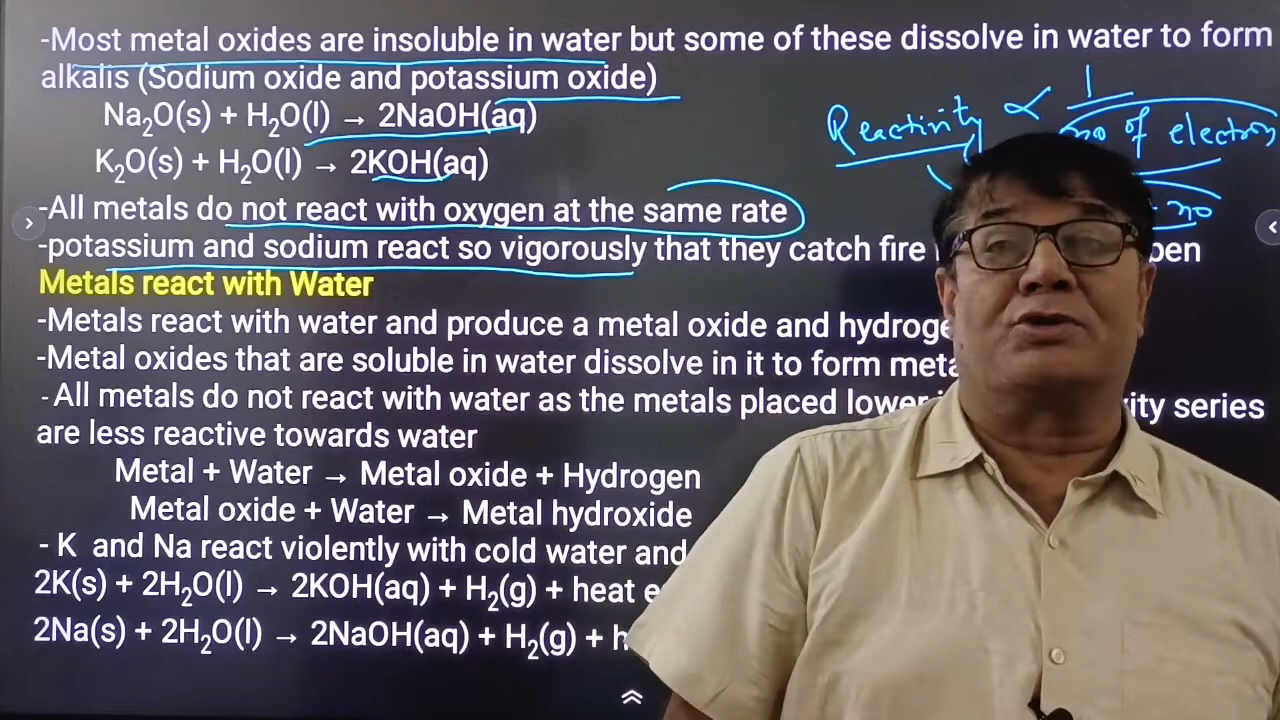 -Most metal oxides are insoluble in water but some of these dissolve in water to form
alkalis (Sodium oxide and potassium oxide)
Na₂O(s) + H₂O(l) → 2NaOH(aq)
K₂O(s) + H₂O(l) → 2KOH(aq)
Reactivity ∝ 1
no of electron
no
-All metals do not react with oxygen at the same rate
-potassium and sodium react so vigorously that they catch fire
Metals react with Water
-Metals react with water and produce a metal oxide and
-Metal oxides that are soluble in water dissolve in it to form
- All metals do not react with water as the metals placed lower series
are less reactive towards water
Metal + Water → Metal oxide + Hydrogen
Metal oxide + Water → Metal hydroxide
- K and Na react violently with cold water and
2K(s) + 2H₂O(l) → 2KOH(aq) + H₂(g) + heat
2Na(s) + 2H₂O(l) → 2NaOH(aq) + H₂(g) +